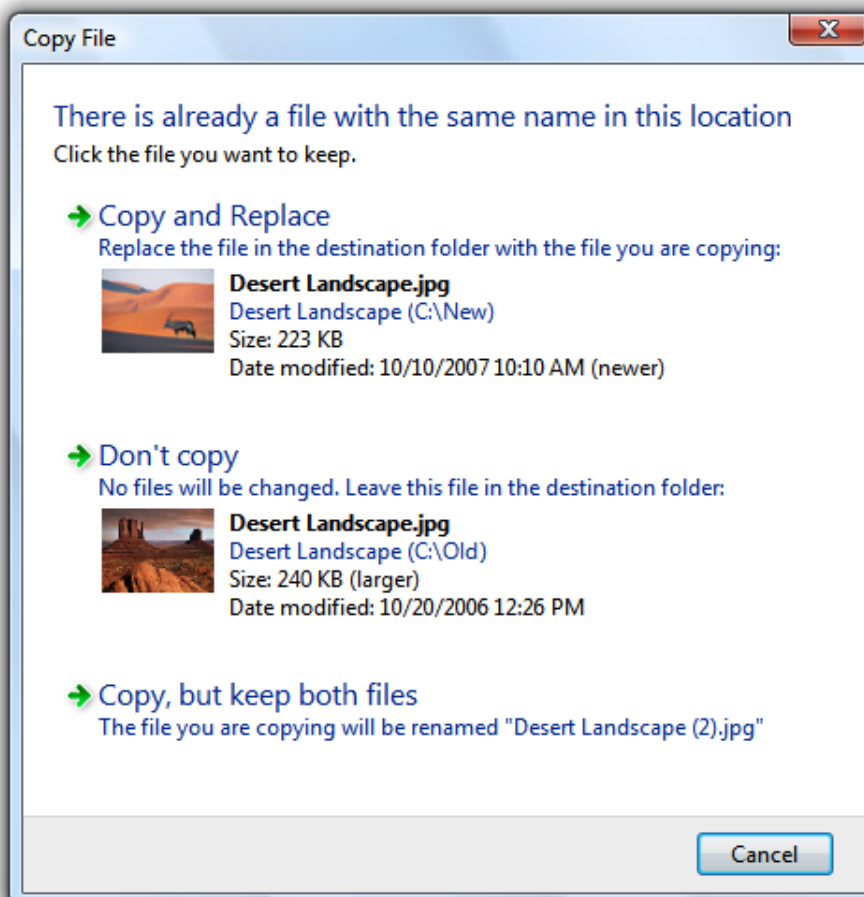 Copy File
There is already a file with the same name in this location
Click the file you want to keep.
Copy and Replace
Replace the file in the destination folder with the file you are copying:
Desert Landscape.jpg
Desert Landscape (C:\New)
Size: 223 KB
Date modified: 10/10/2007 10:10 AM (newer)
Don't copy
No files will be changed. Leave this file in the destination folder:
Desert Landscape.jpg
Desert Landscape (C:\Old)
Size: 240 KB (larger)
Date modified: 10/20/2006 12:26 PM
Copy, but keep both files
The file you are copying will be renamed "Desert Landscape (2).jpg"
Cancel